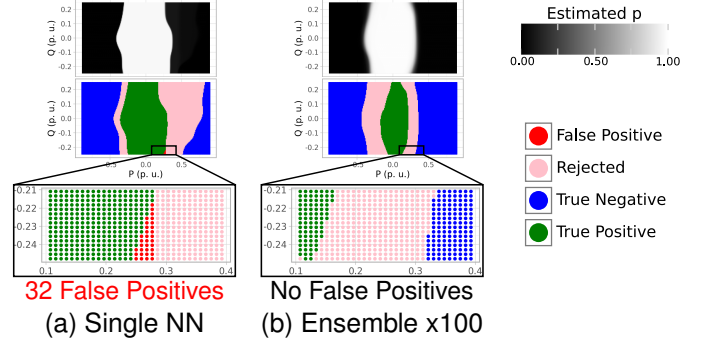 Q (p. u.)
0.2
0.1
0.0
-0.1
-0.2
Q (p. u.)
0.2
0.1
0.0
-0.1
-0.2
0.0
0.5
P (p. u.)
-0.21
-0.22
-0.23
-0.24
0.1
0.2
0.3
0.4
32 False Positives
(a) Single NN
Q (p. u.)
0.2
0.1
0.0
-0.1
-0.2
Q (p. u.)
0.2
0.1
0.0
-0.1
-0.2
0.0
0.5
P (p. u.)
-0.21
-0.22
-0.23
-0.24
0.1
0.2
0.3
0.4
No False Positives
(b) Ensemble x100
Estimated p
0.00
0.50
1.00
False Positive
Rejected
True Negative
True Positive